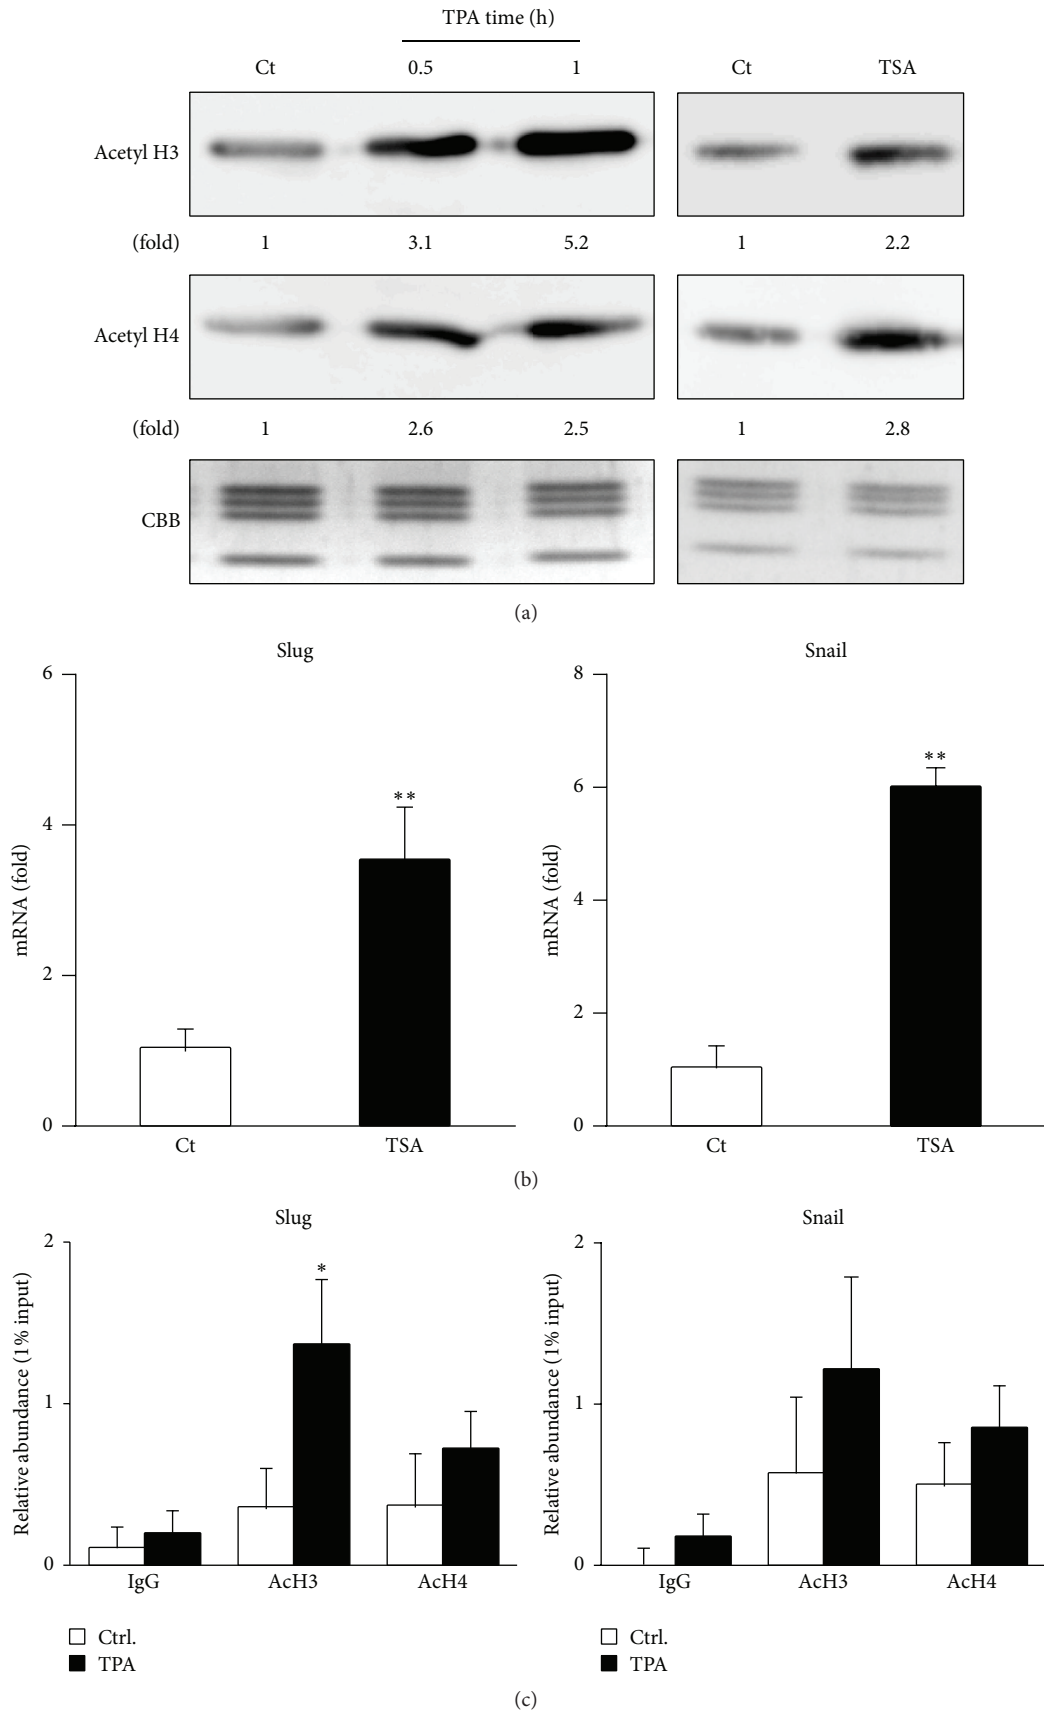 TPA time (h)
Ct 0.5 1 Ct TSA
Acetyl H3
(fold) 1 3.1 5.2 1 2.2
Acetyl H4
(fold) 1 2.6 2.5 1 2.8
CBB
(a)
Slug
6
4
2
0
mRNA (fold)
** 
Ct TSA
Snail
8
6
4
2
0
mRNA (fold)
**
Ct TSA
(b)
Slug
2
1
0
Relative abundance (1% input)
*
IgG AcH3 AcH4
Ctrl.
TPA
Snail
2
1
0
Relative abundance (1% input)
IgG AcH3 AcH4
Ctrl.
TPA
(c)